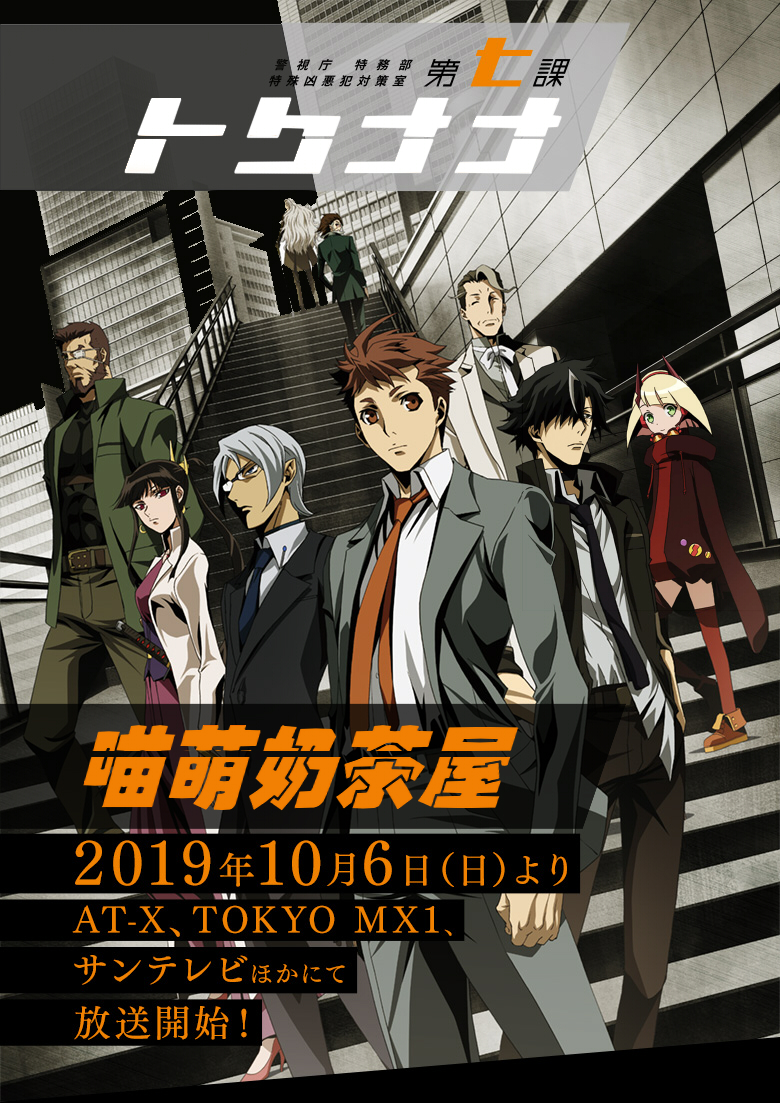 警視庁 特務部
特殊凶悪犯対策室 第七課
トクナナ
喵萌奶茶屋
2019年10月6日(日)より
AT-X、TOKYO MX1、
サンテレビほかにて
放送開始！